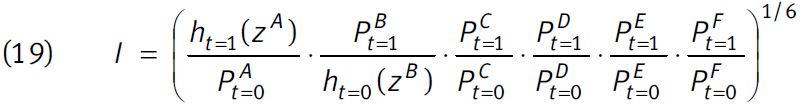 (19) I = ( h_{t=1}(z^A) / P^A_{t=0} · P^B_{t=1} / h_{t=0}(z^B) · P^C_{t=1} / P^C_{t=0} · P^D_{t=1} / P^D_{t=0} · P^E_{t=1} / P^E_{t=0} · P^F_{t=1} / P^F_{t=0} )^{1/6}